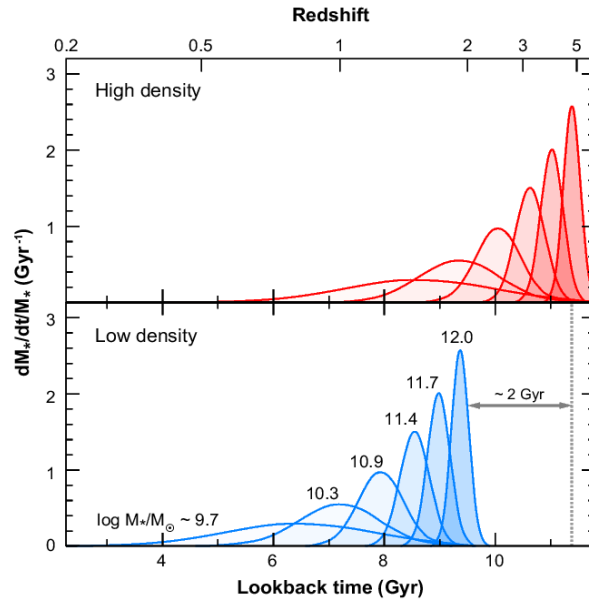 Redshift
0.2 0.5 1 2 3 5
3
High density
2
1
dM*/dt/M* (Gyr⁻¹)
3
Low density
12.0
11.7
~ 2 Gyr
2
11.4
10.9
1
10.3
log M*/M⊙ ~ 9.7
0
4 6 8 10
Lookback time (Gyr)